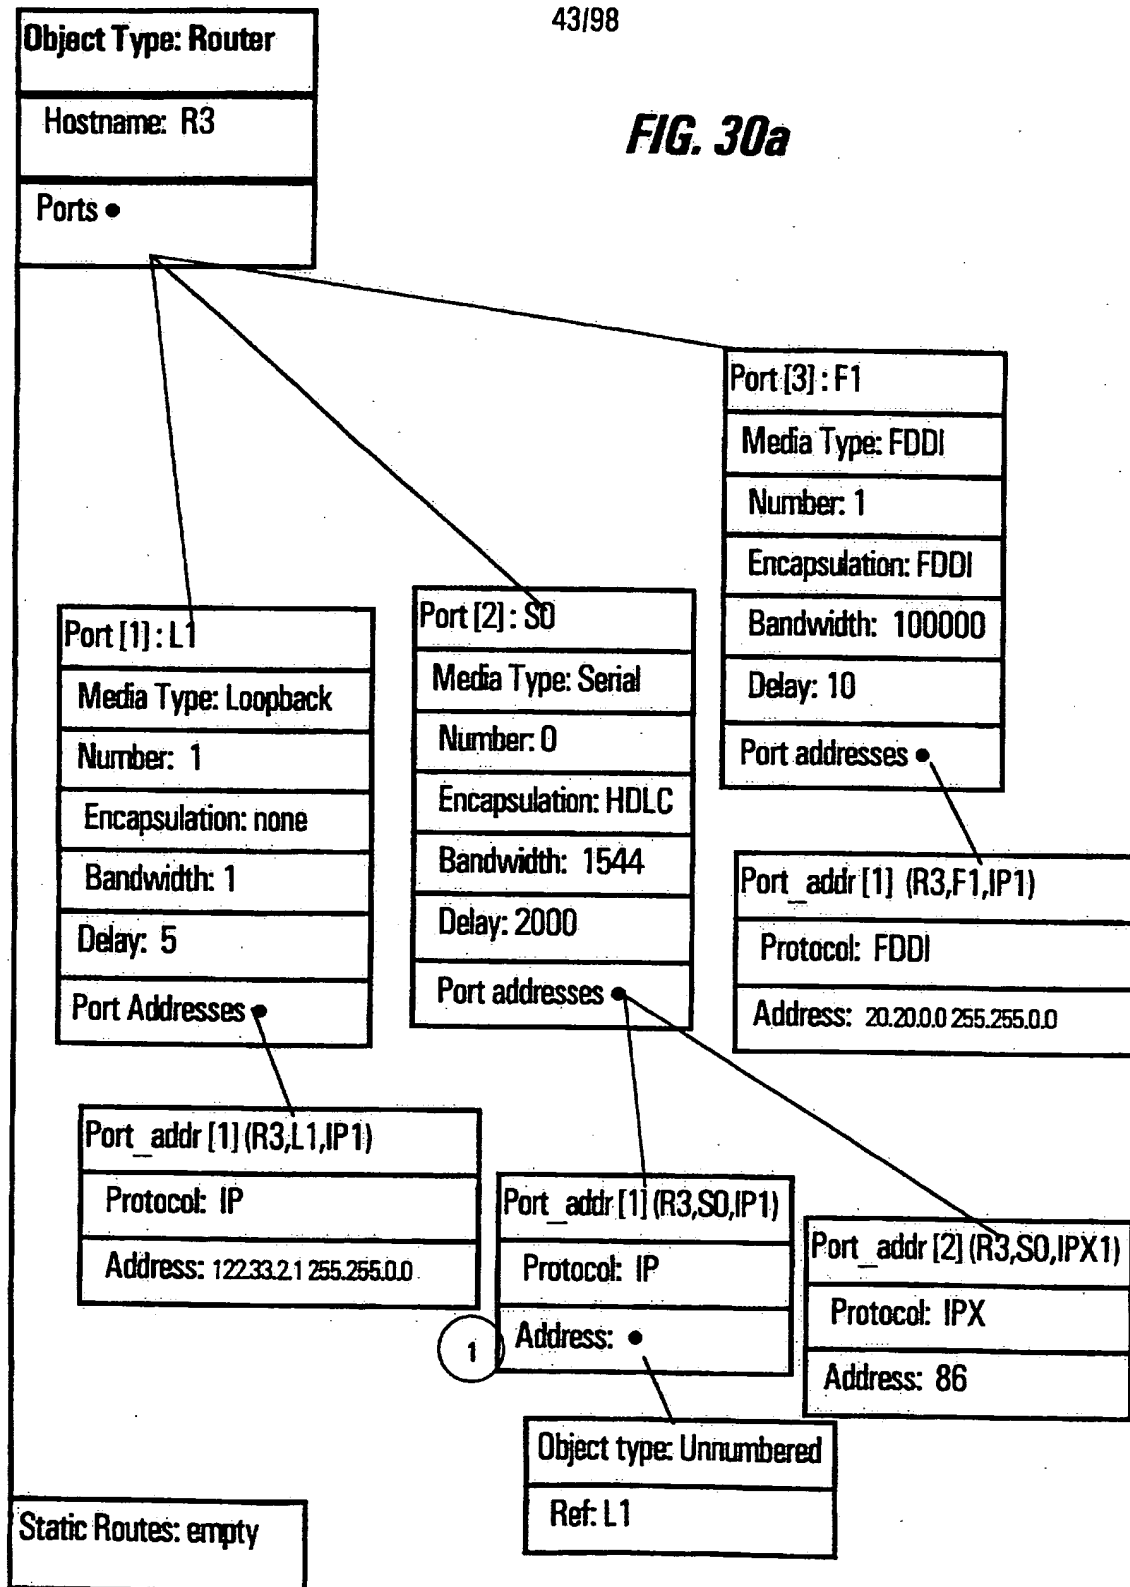 43/98
Object Type: Router
Hostname: R3
Ports
FIG. 30a
Port [3] : F1
Media Type: FDDI
Number: 1
Encapsulation: FDDI
Bandwidth: 100000
Delay: 10
Port addresses
Port [1] : L1
Media Type: Loopback
Number: 1
Encapsulation: none
Bandwidth: 1
Delay: 5
Port Addresses
Port [2] : S0
Media Type: Serial
Number: 0
Encapsulation: HDLC
Bandwidth: 1544
Delay: 2000
Port addresses
Port_addr [1] (R3,F1,IP1)
Protocol: FDDI
Address: 20.20.0.0 255.255.0.0
Port_addr [1] (R3,L1,IP1)
Protocol: IP
Address: 122.33.2.1 255.255.0.0
Port_addr [1] (R3,S0,IP1)
Protocol: IP
Address:
1
Port_addr [2] (R3,S0,IPX1)
Protocol: IPX
Address: 86
Object type: Unnumbered
Ref: L1
Static Routes: empty